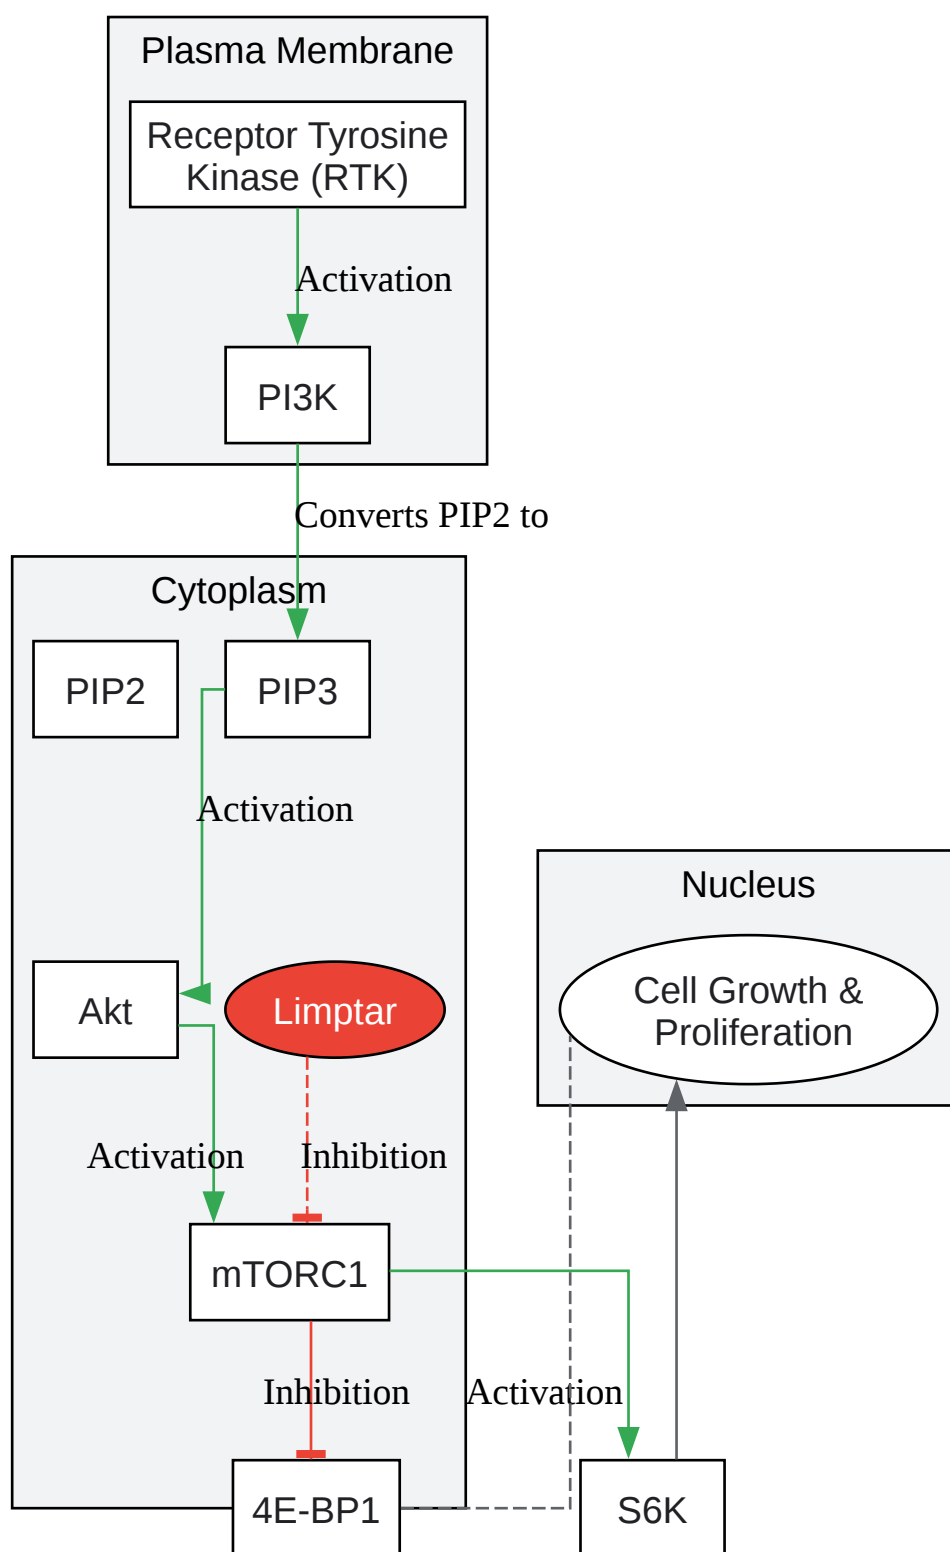 Plasma Membrane
Receptor Tyrosine
Kinase (RTK)
Activation
PI3K
Converts PIP2 to
Cytoplasm
PIP2
PIP3
Activation
Nucleus
Cell Growth &
Proliferation
Akt
Limptar
Activation
Inhibition
mTORC1
Inhibition
Activation
4E-BP1
S6K